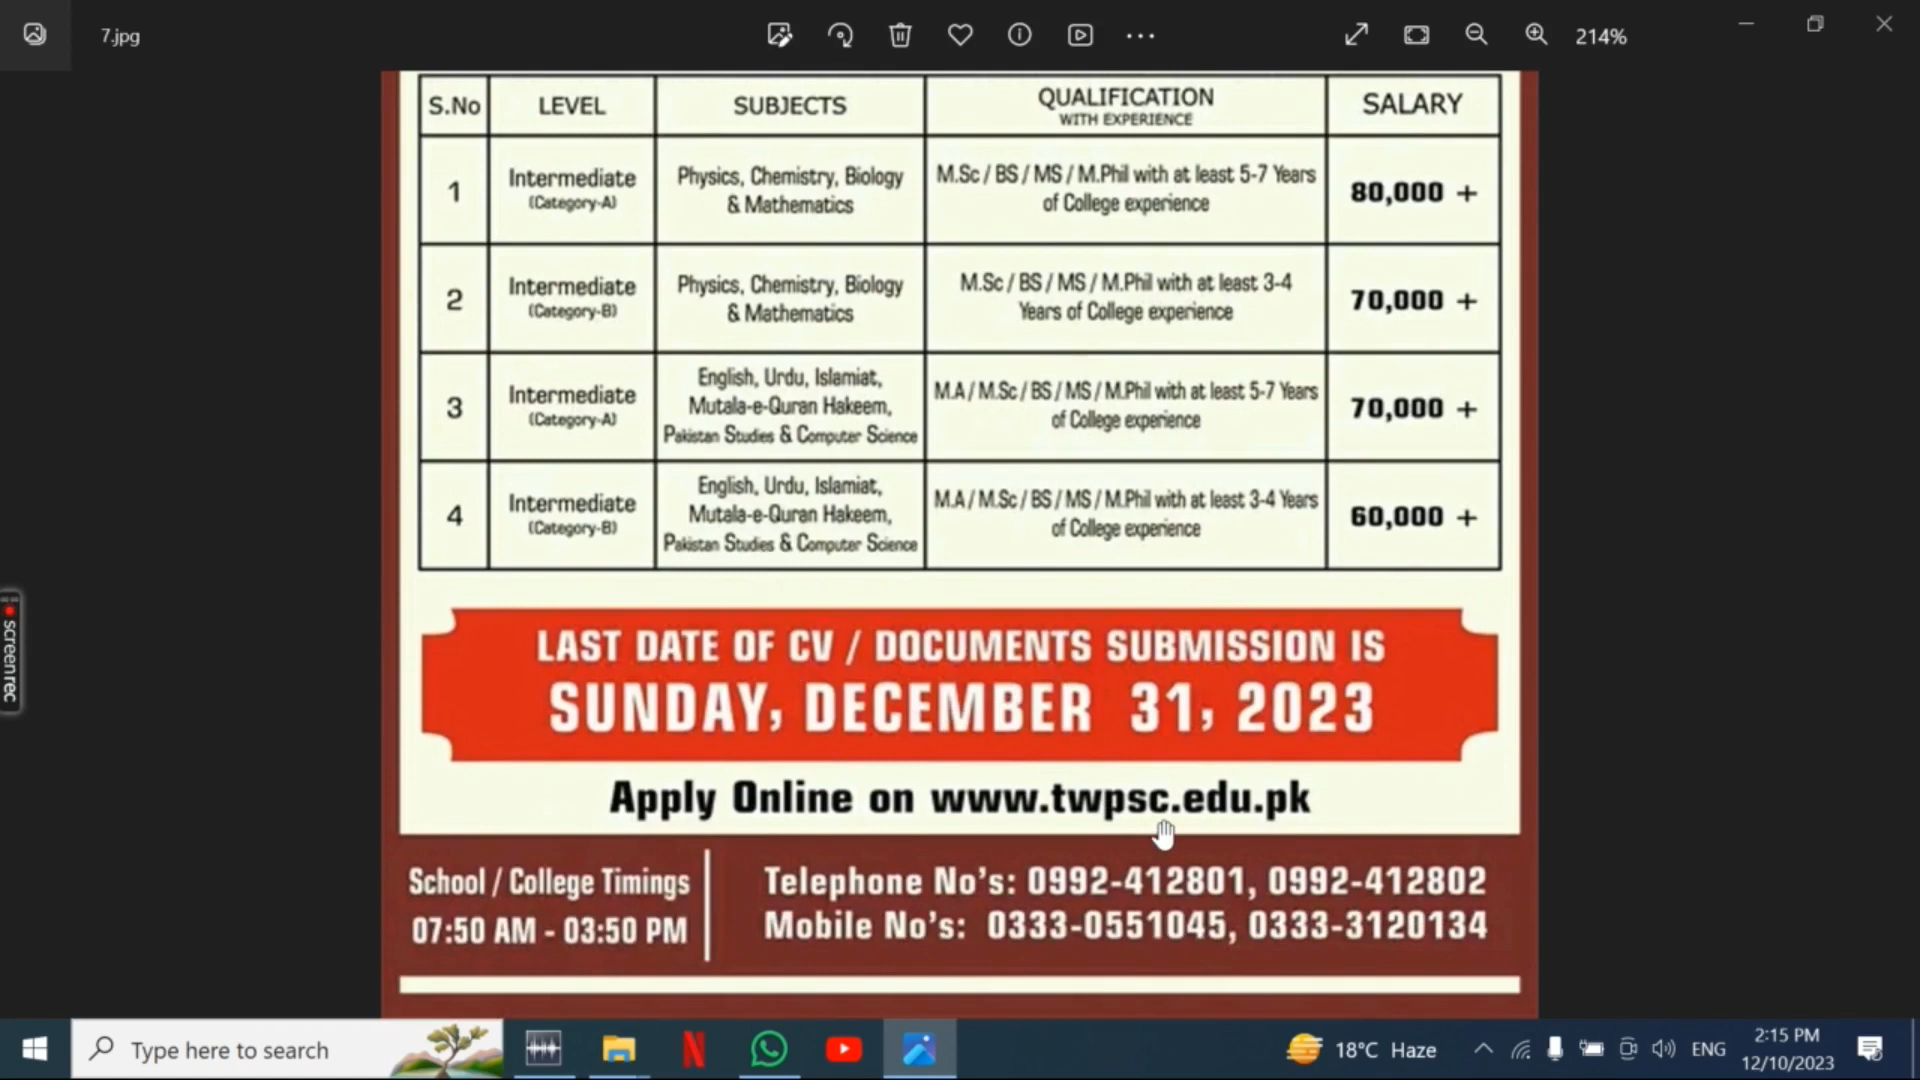 7.jpg
214%
S.No
LEVEL
SUBJECTS
QUALIFICATION
WITH EXPERIENCE
SALARY
1
Intermediate
(Category-A)
Physics, Chemistry, Biology
& Mathematics
M.Sc / BS / MS / M.Phil with at least 5-7 Years
of College experience
80,000 +
2
Intermediate
(Category-B)
Physics, Chemistry, Biology
& Mathematics
M.Sc / BS / MS / M.Phil with at least 3-4
Years of College experience
70,000 +
3
Intermediate
(Category-A)
English, Urdu, Islamiat,
Mutala-e-Quran Hakeem,
Pakistan Studies & Computer Science
M.A / M.Sc / BS / MS / M.Phil with at least 5-7 Years
of College experience
70,000 +
4
Intermediate
(Category-B)
English, Urdu, Islamiat,
Mutala-e-Quran Hakeem,
Pakistan Studies & Computer Science
M.A / M.Sc / BS / MS / M.Phil with at least 3-4 Years
of College experience
60,000 +
LAST DATE OF CV / DOCUMENTS SUBMISSION IS
SUNDAY, DECEMBER 31, 2023
Apply Online on www.twpsc.edu.pk
School / College Timings
07:50 AM - 03:50 PM
Telephone No's: 0992-412801, 0992-412802
Mobile No's: 0333-0551045, 0333-3120134
screenrec
Type here to search
18°C Haze
ENG
2:15 PM
12/10/2023